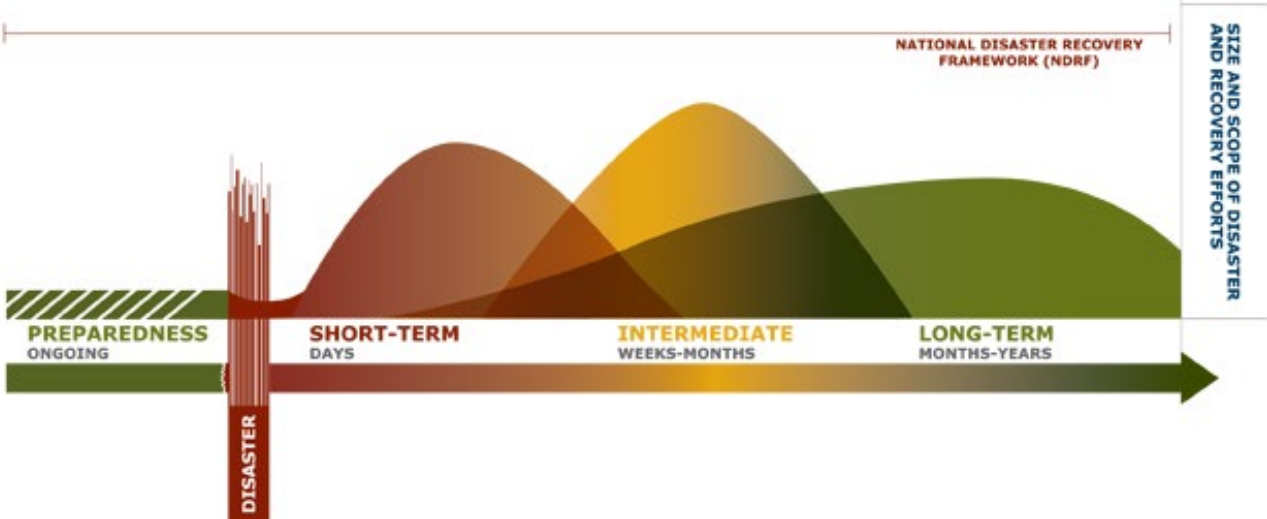 NATIONAL DISASTER RECOVERY
FRAMEWORK (NDRF)
SIZE AND SCOPE OF DISASTER
AND RECOVERY EFFORTS
PREPAREDNESS
ONGOING
SHORT-TERM
DAYS
INTERMEDIATE
WEEKS-MONTHS
LONG-TERM
MONTHS-YEARS
DISASTER